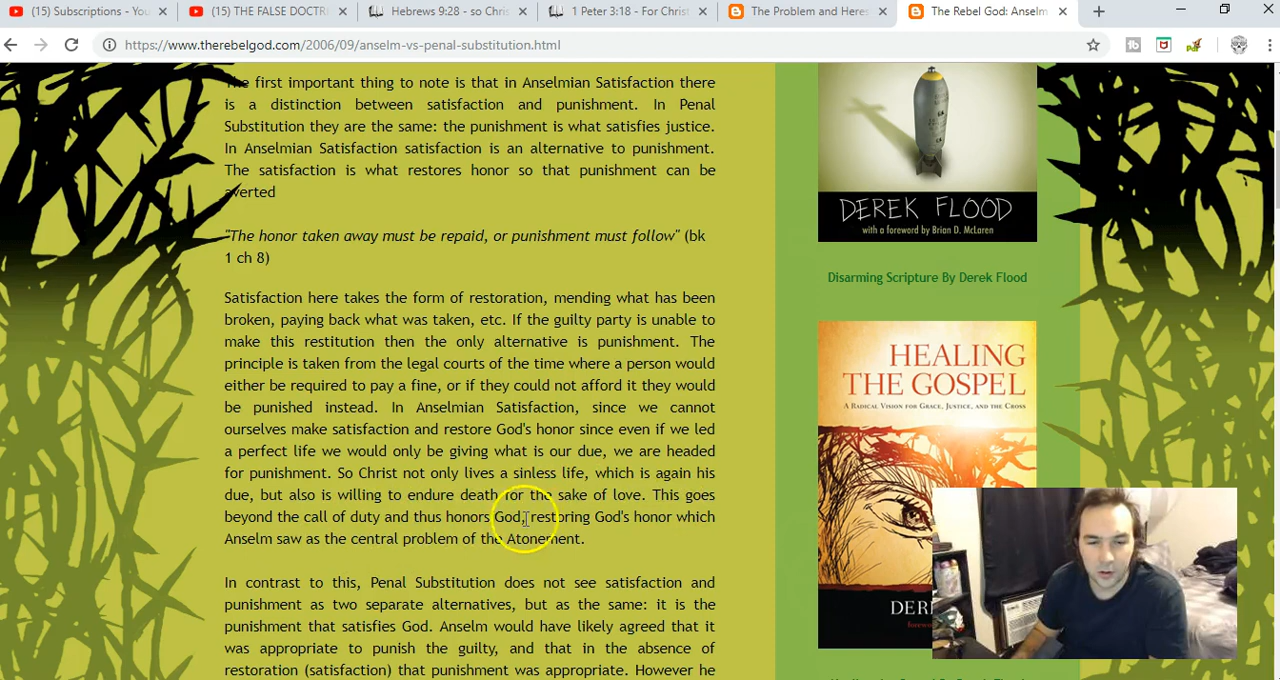 (15) Subscriptions - You
(15) THE FALSE DOCTR
Hebrews 9:28 - so Chris
1 Peter 3:18 - For Christ
The Problem and Heres
The Rebel God: Anselm
https://www.therebelgod.com/2006/09/anselm-vs-penal-substitution.html
The first important thing to note is that in Anselmian Satisfaction there
is a distinction between satisfaction and punishment. In Penal
Substitution they are the same: the punishment is what satisfies justice.
In Anselmian Satisfaction satisfaction is an alternative to punishment.
The satisfaction is what restores honor so that punishment can be
averted
"The honor taken away must be repaid, or punishment must follow" (bk
1 ch 8)
Satisfaction here takes the form of restoration, mending what has been
broken, paying back what was taken, etc. If the guilty party is unable to
make this restitution then the only alternative is punishment. The
principle is taken from the legal courts of the time where a person would
either be required to pay a fine, or if they could not afford it they would
be punished instead. In Anselmian Satisfaction, since we cannot
ourselves make satisfaction and restore God's honor since even if we led
a perfect life we would only be giving what is our due, we are headed
for punishment. So Christ not only lives a sinless life, which is again his
due, but also is willing to endure death for the sake of love. This goes
beyond the call of duty and thus honors God, restoring God's honor which
Anselm saw as the central problem of the Atonement.
In contrast to this, Penal Substitution does not see satisfaction and
punishment as two separate alternatives, but as the same: it is the
punishment that satisfies God. Anselm would have likely agreed that it
was appropriate to punish the guilty, and that in the absence of
restoration (satisfaction) that punishment was appropriate. However he
DEREK FLOOD
with a foreword by Brian D. McLaren
Disarming Scripture By Derek Flood
HEALING
THE GOSPEL
A RADICAL VISION FOR GRACE, JUSTICE, AND THE CROSS
DER